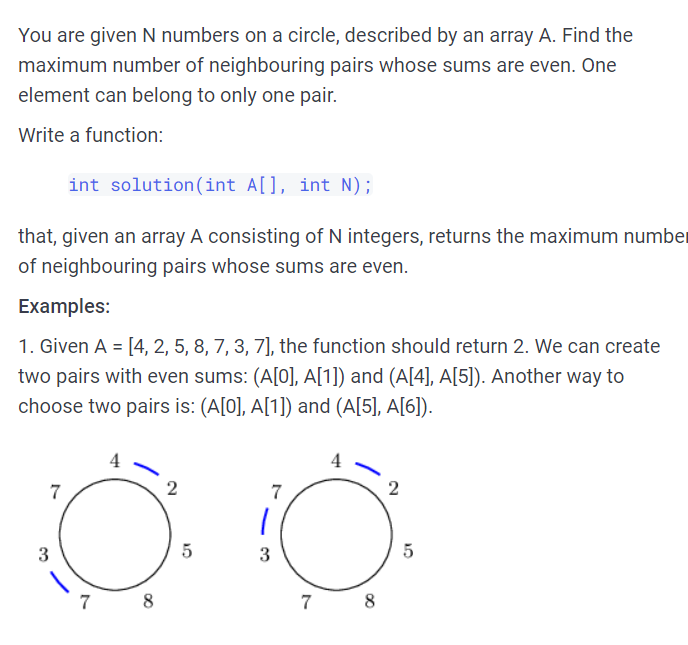 You are given N numbers on a circle, described by an array A. Find the
maximum number of neighbouring pairs whose sums are even. One
element can belong to only one pair.
Write a function:
int solution(int A[], int N);
that, given an array A consisting of N integers, returns the maximum number
of neighbouring pairs whose sums are even.
Examples:
1. Given A = [4, 2, 5, 8, 7, 3, 7], the function should return 2. We can create
two pairs with even sums: (A[0], A[1]) and (A[4], A[5]). Another way to
choose two pairs is: (A[0], A[1]) and (A[5], A[6]).
4 4
7 2 7 2
3 5 3 5
7 8 7 8